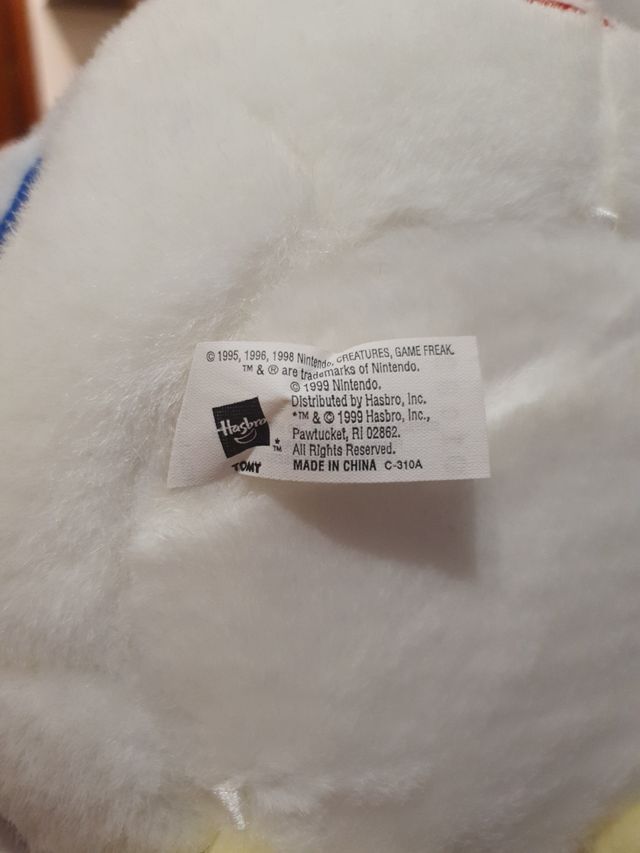 © 1995, 1996, 1998 Nintendo, CREATURES, GAME FREAK.
TM & ® are trademarks of Nintendo.
© 1999 Nintendo.
Distributed by Hasbro, Inc.
*TM & © 1999 Hasbro, Inc.,
Pawtucket, RI 02862.
All Rights Reserved.
MADE IN CHINA C-310A
Hasbro
*TM
TOMY